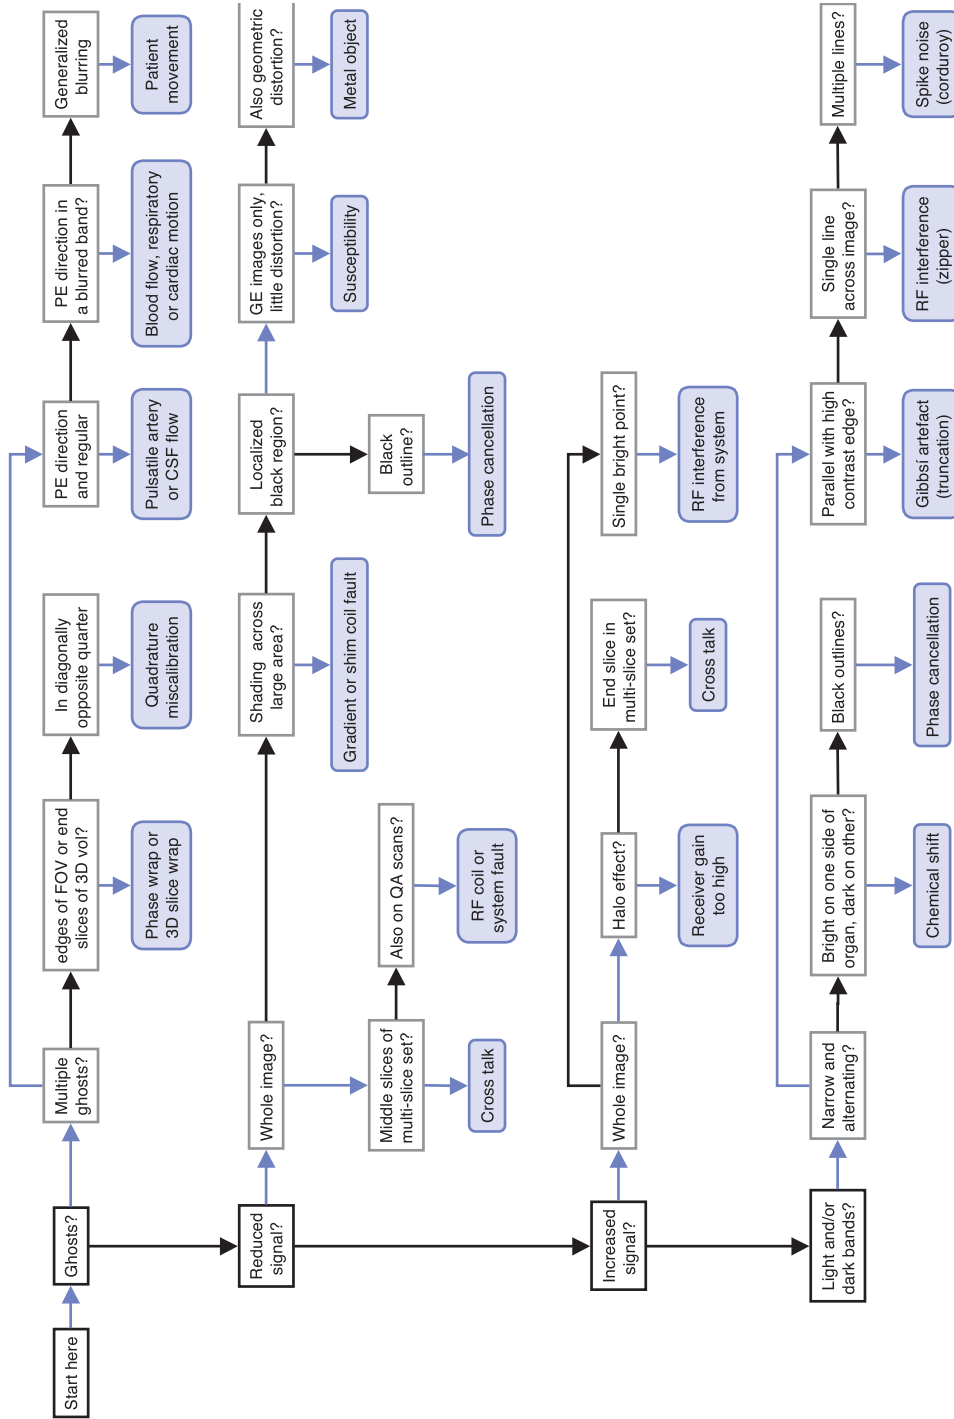 Start here
Ghosts?
Multiple
ghosts?
edges of FOV or end
slices of 3D vol?
In diagonally
opposite quarter
PE direction
and regular
PE direction in
a blurred band?
Generalized
blurring
Phase wrap or
3D slice wrap
Quadrature
miscalibration
Pulsatile artery
or CSF flow
Blood flow, respiratory
or cardiac motion
Patient
movement
Reduced
signal?
Whole image?
Shading across
large area?
Localized
black region?
GE images only,
little distortion?
Also geometric
distortion?
Gradient or shim coil fault
Susceptibility
Metal object
Middle slices of
multi-slice set?
Also on QA scans?
Black
outline?
Cross talk
RF coil or
system fault
Phase cancellation
Increased
signal?
Whole image?
Halo effect?
End slice in
multi-slice set?
Single bright point?
Receiver gain
too high
Cross talk
RF interference
from system
Light and/or
dark bands?
Narrow and
alternating?
Bright on one side of
organ, dark on other?
Black outlines?
Parallel with high
contrast edge?
Single line
across image?
Multiple lines?
Chemical shift
Phase cancellation
Gibbsí artefact
(truncation)
RF interference
(zipper)
Spike noise
(corduroy)